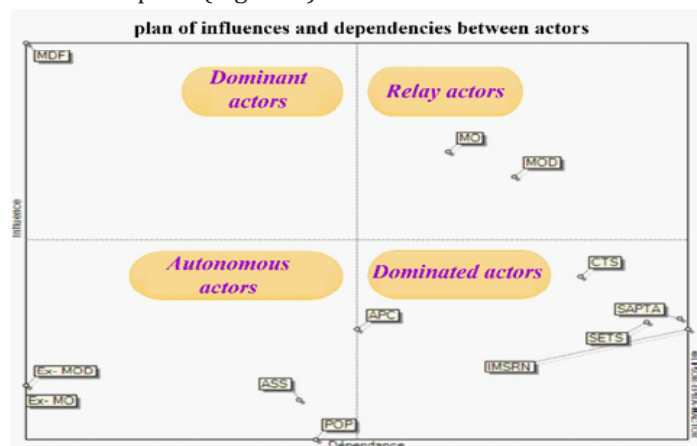 plan of influences and dependencies between actors
MDF
Dominant
actors
Relay actors
MO
MOD
Influence
Autonomous
actors
Dominated actors
CTS
APC
SAPTA
SETS
IMSRN
Ex- MOD
Ex- MO
ASS
POP
Dépendance